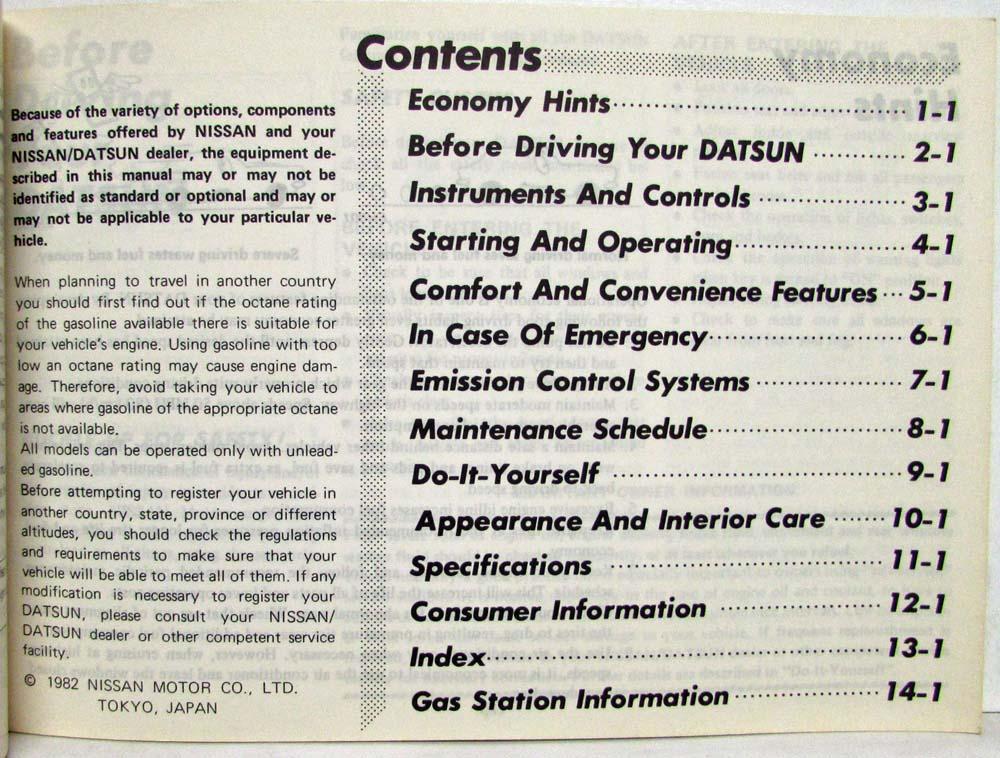 Because of the variety of options, components
and features offered by NISSAN and your
NISSAN/DATSUN dealer, the equipment de-
scribed in this manual may or may not be
identified as standard or optional and may or
may not be applicable to your particular ve-
hicle.
When planning to travel in another country
you should first find out if the octane rating
of the gasoline available there is suitable for
your vehicle's engine. Using gasoline with too
low an octane rating may cause engine dam-
age. Therefore, avoid taking your vehicle to
areas where gasoline of the appropriate octane
is not available.
All models can be operated only with unlead-
ed gasoline.
Before attempting to register your vehicle in
another country, state, province or different
altitudes, you should check the regulations
and requirements to make sure that your
vehicle will be able to meet all of them. If any
modification is necessary to register your
DATSUN, please consult your NISSAN/
DATSUN dealer or other competent service
facility.
© 1982 NISSAN MOTOR CO., LTD.
TOKYO, JAPAN
Contents
Economy Hints 1-1
Before Driving Your DATSUN 2-1
Instruments And Controls 3-1
Starting And Operating 4-1
Comfort And Convenience Features 5-1
In Case Of Emergency 6-1
Emission Control Systems 7-1
Maintenance Schedule 8-1
Do-It-Yourself 9-1
Appearance And Interior Care 10-1
Specifications 11-1
Consumer Information 12-1
Index 13-1
Gas Station Information 14-1